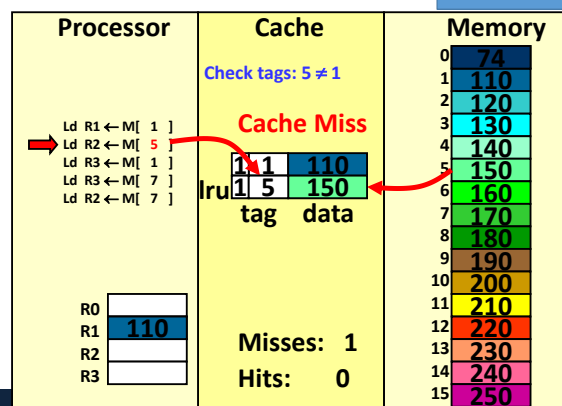 Processor
Ld R1 ← M[ 1 ]
Ld R2 ← M[ 5 ]
Ld R3 ← M[ 1 ]
Ld R3 ← M[ 7 ]
Ld R2 ← M[ 7 ]
R0
R1 110
R2
R3
Cache
Check tags: 5 ≠ 1
Cache Miss
1 1 110
lru 1 5 150
tag data
Misses: 1
Hits: 0
Memory
0 74
1 110
2 120
3 130
4 140
5 150
6 160
7 170
8 180
9 190
10 200
11 210
12 220
13 230
14 240
15 250